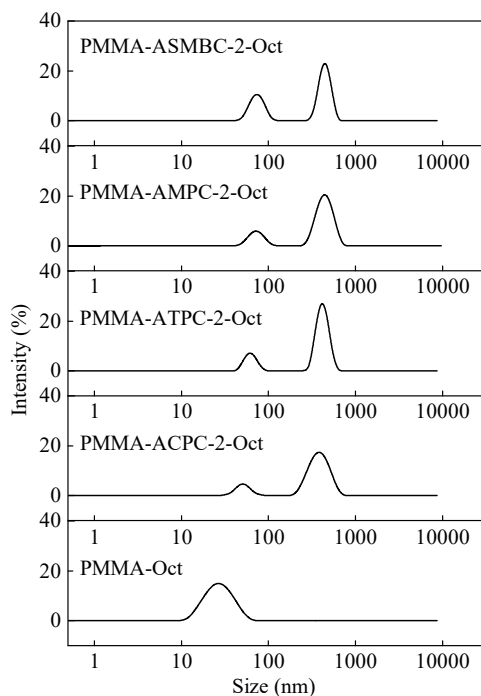 40
PMMA-ASMBC-2-Oct
20
0
1 10 100 1000 10000
PMMA-AMPC-2-Oct
20
0
40
1 10 100 1000 10000
PMMA-ATPC-2-Oct
20
0
40
1 10 100 1000 10000
PMMA-ACPC-2-Oct
20
0
40
1 10 100 1000 10000
PMMA-Oct
20
0
1 10 100 1000 10000
Size (nm)
Intensity (%)